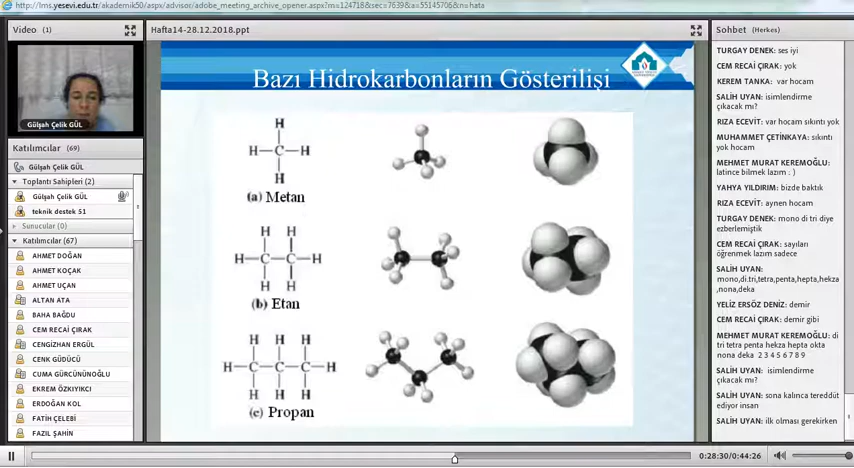 http://lms.yesevi.edu.tr/akademik50/aspx/advisor/adobe_meeting_archive_opener.aspx?m=124718&sec=7639&a=55145706&n=hata
Video (1)
Gülşah Çelik GÜL
Katılımcılar (69)
Gülşah Çelik GÜL
Toplantı Sahipleri (2)
Gülşah Çelik GÜL
teknik destek 51
Sunucular (0)
Katılımcılar (67)
AHMET DOĞAN
AHMET KOÇAK
AHMET UÇAN
ALTAN ATA
BAHA BAĞDU
CEM RECAİ ÇIRAK
CENGİZHAN ERGÜL
CENK GÜDÜCÜ
CUMA GÜRCÜNÜNOĞLU
EKREM ÖZKIYIKCI
ERDOĞAN KOL
FATİH ÇELEBİ
FAZIL ŞAHİN
Hafta14-28.12.2018.ppt
Bazı Hidrokarbonların Gösterilişi
H
H—C—H
H
(a) Metan
H H
H—C—C—H
H H
(b) Etan
H H H
H—C—C—C—H
H H H
(c) Propan
Sohbet (Herkes)
TURGAY DENEK: ses iyi
CEM RECAİ ÇIRAK: yok
KEREM TANKA: var hocam
SALİH UYAN: isimlendirme
çıkacak mı?
RIZA ECEVİT: var hocam sıkıntı yok
MUHAMMET ÇETİNKAYA: sıkıntı
yok hocam
MEHMET MURAT KEREMOĞLU:
latince bilmek lazım : )
YAHYA YILDIRIM: bizde baktık
RIZA ECEVİT: aynen hocam
TURGAY DENEK: mono di tri diye
ezberlemiştik
CEM RECAİ ÇIRAK: sayıları
öğrenmek lazım sadece
SALİH UYAN:
mono,di.tri,tetra,penta,hepta,hekza
,nona,deka
YELİZ ERSÖZ DENİZ: demir
CEM RECAİ ÇIRAK: demir gibi
MEHMET MURAT KEREMOĞLU: di
tri tetra penta hekza hepta okta
nona deka 2 3 4 5 6 7 8 9
SALİH UYAN: isimlendirme
çıkacak mı?
SALİH UYAN: sona kalınca tereddüt
ediyor insan
SALİH UYAN: ilk olması gerekirken
0:28:30/0:44:26